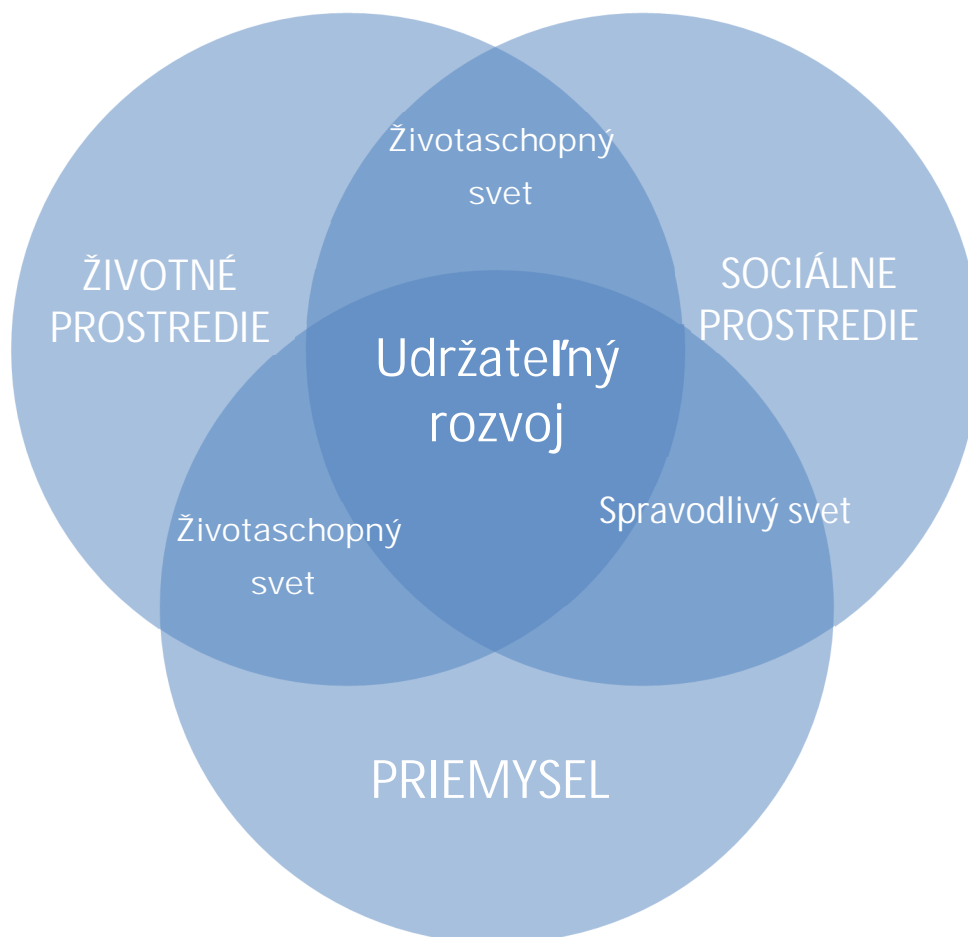 Životaschopný
svet
ŽIVOTNÉ
PROSTREDIE
SOCIÁLNE
PROSTREDIE
Udržateľný
rozvoj
Životaschopný
svet
Spravodlivý svet
PRIEMYSEL